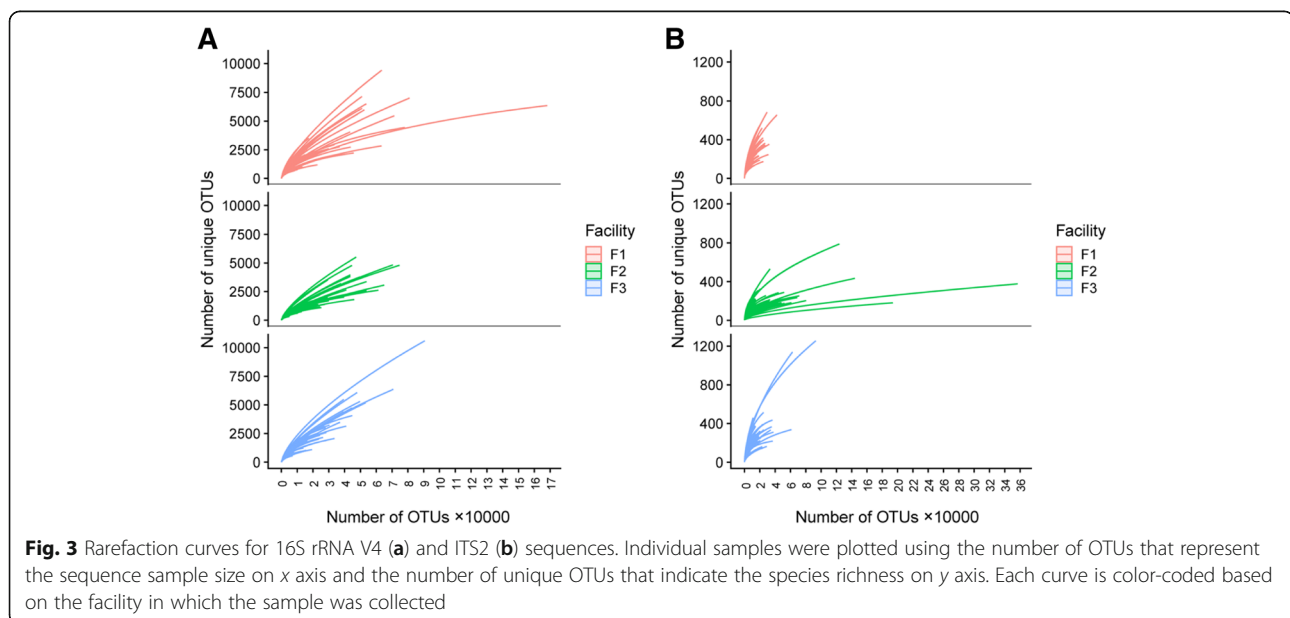 A
B
10000
7500
5000
2500
0
10000
7500
5000
2500
0
10000
7500
5000
2500
0
Number of unique OTUs
0 1 2 3 4 5 6 7 8 9 10 11 12 13 14 15 16 17
Number of OTUs ×10000
Facility
F1
F2
F3
1200
800
400
0
1200
800
400
0
1200
800
400
0
Number of unique OTUs
0 2 4 6 8 10 12 14 16 18 20 22 24 26 28 30 32 34 36
Number of OTUs ×10000
Facility
F1
F2
F3
Fig. 3 Rarefaction curves for 16S rRNA V4 (a) and ITS2 (b) sequences. Individual samples were plotted using the number of OTUs that represent
the sequence sample size on x axis and the number of unique OTUs that indicate the species richness on y axis. Each curve is color-coded based
on the facility in which the sample was collected